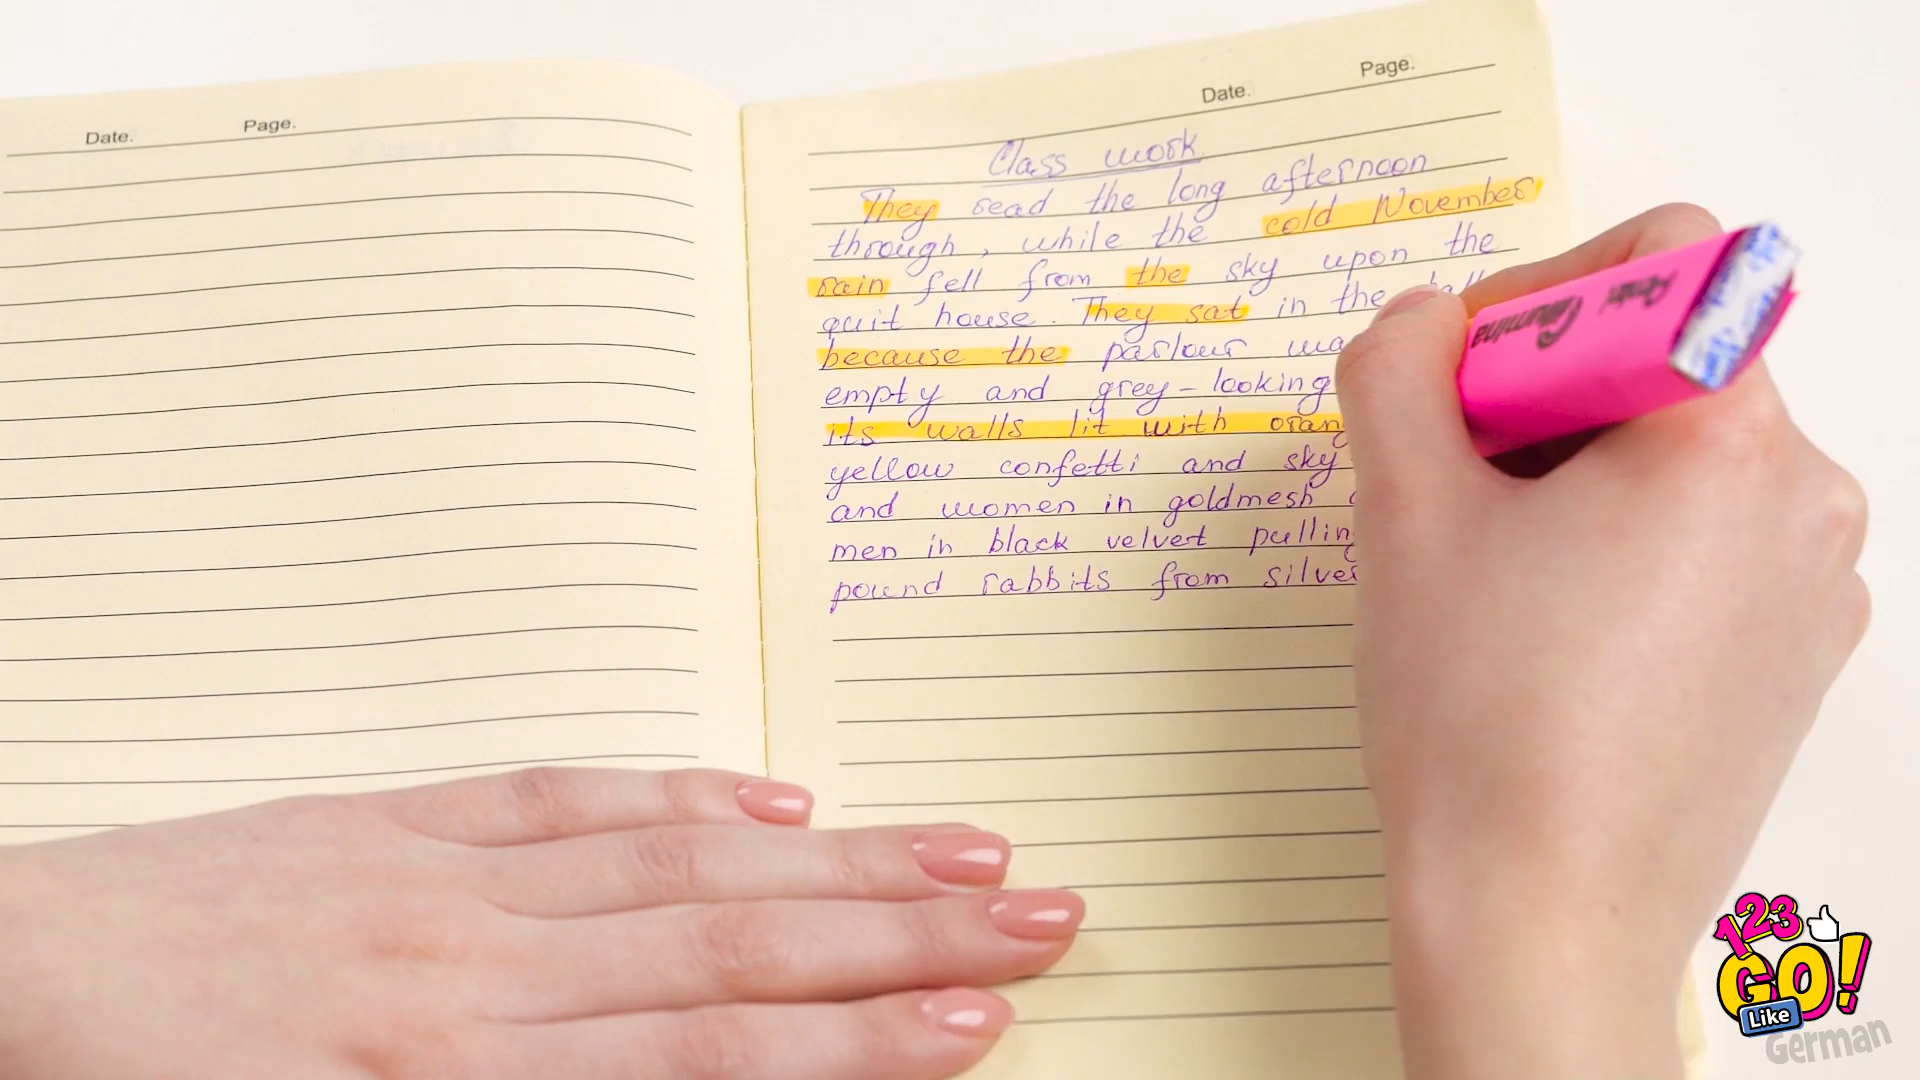 Date. Page.
Date. Page.
Class work
They read the long afternoon
through, while the cold November
rain fell from the sky upon the
quit house. They sat in the
because the parlour
empty and grey-looking
its walls lit with
yellow confetti and sky
and women in goldmesh
men in black velvet
pound rabbits from
123
GO!
Like
German